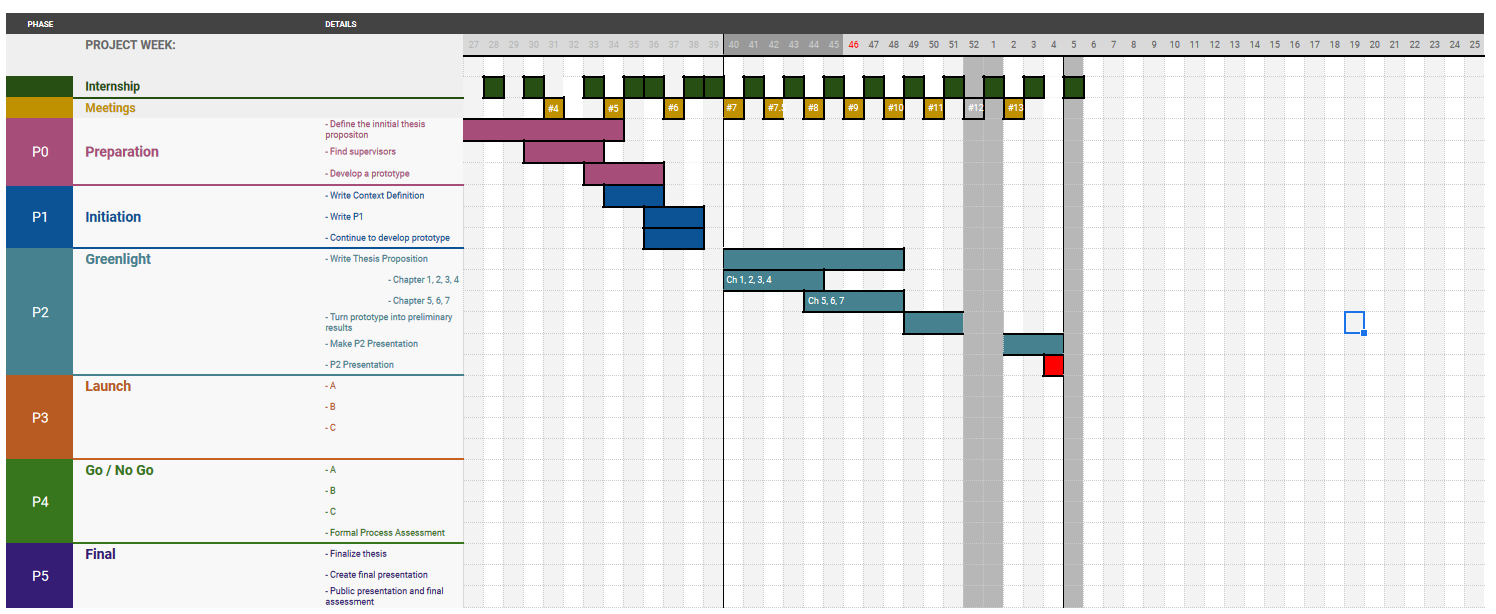 PHASE DETAILS
PROJECT WEEK: 27 28 29 30 31 32 33 34 35 36 37 38 39 40 41 42 43 44 45 46 47 48 49 50 51 52 1 2 3 4 5 6 7 8 9 10 11 12 13 14 15 16 17 18 19 20 21 22 23 24 25
Internship
Meetings #4 #5 #6 #7 #7. #8 #9 #10 #11 #12 #13
P0
Preparation
- Define the innitial thesis
propositon
- Find supervisors
- Develop a prototype
P1
Initiation
- Write Context Definition
- Write P1
- Continue to develop prototype
P2
Greenlight
- Write Thesis Proposition
- Chapter 1, 2, 3, 4
Ch 1, 2, 3, 4
- Chapter 5, 6, 7
Ch 5, 6, 7
- Turn prototype into preliminary
results
- Make P2 Presentation
- P2 Presentation
P3
Launch
- A
- B
- C
P4
Go / No Go
- A
- B
- C
- Formal Process Assessment
P5
Final
- Finalize thesis
- Create final presentation
- Public presentation and final
assessment